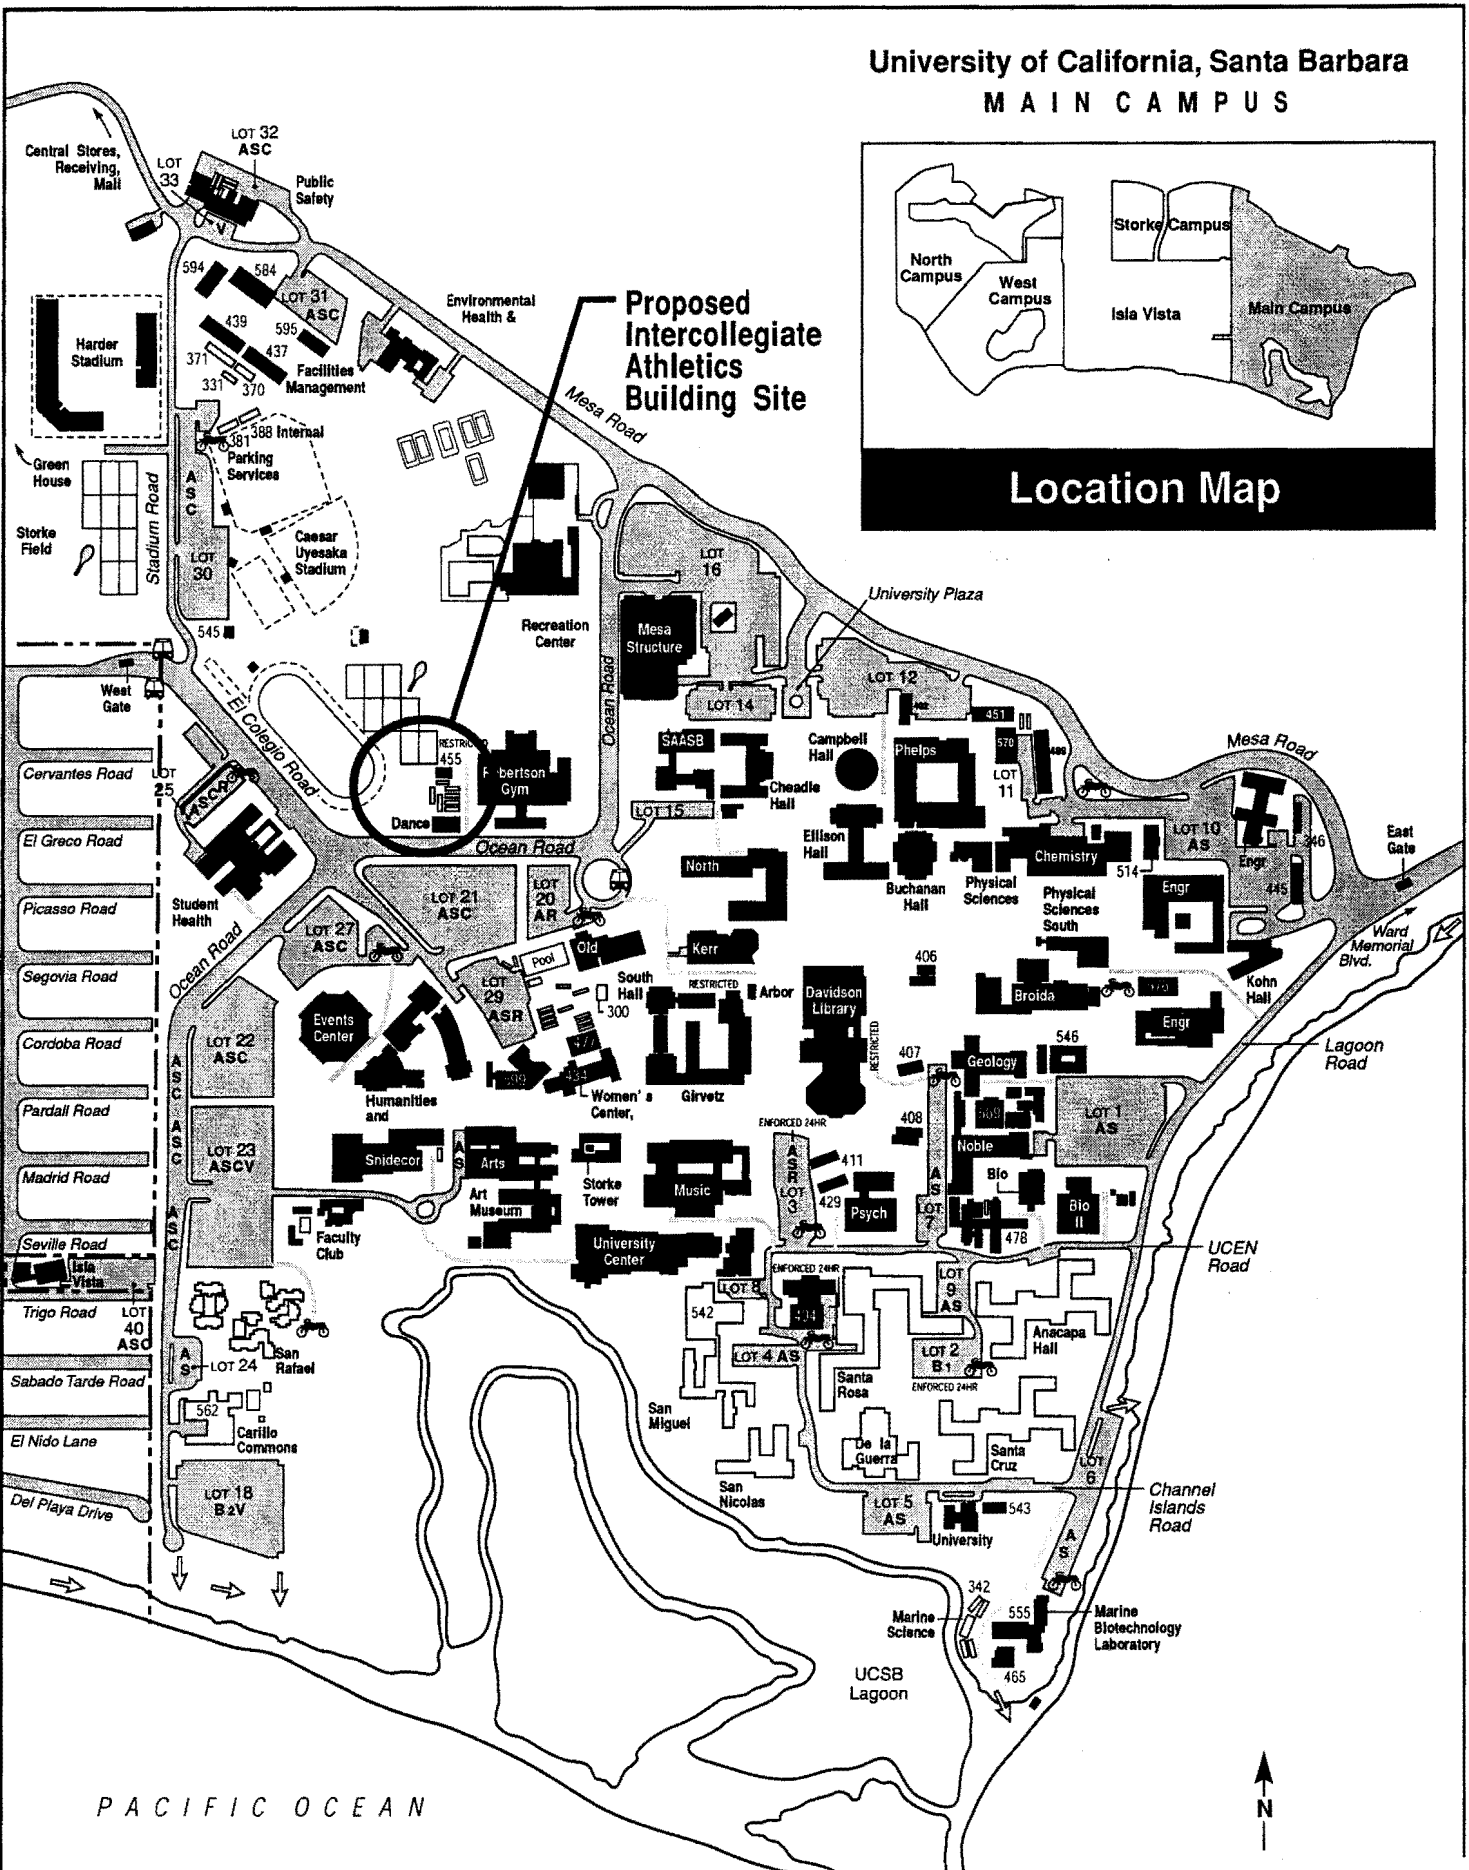 University of California, Santa Barbara
MAIN CAMPUS
North
Campus
West
Campus
Storke Campus
Isla Vista
Main Campus
Location Map
Central Stores,
Receiving,
Mail
LOT
33
LOT 32
ASC
Public
Safety
V
594
584
LOT 31
ASC
439
595
437
371
331
370
Facilities
Management
Environmental
Health &
Proposed
Intercollegiate
Athletics
Building Site
Mesa Road
Harder
Stadium
388 Internal
381
Parking
Services
Green
House
Storke
Field
Stadium Road
A
S
C
LOT
30
Caesar
Uyesaka
Stadium
545
Recreation
Center
LOT
16
Mesa
Structure
University Plaza
LOT 12
LOT 14
Ocean Road
West
Gate
El Colegio Road
RESTRICTED
455
Robertson
Gym
Dance
Ocean Road
SAASB
Cheadle
Hall
Campbell
Hall
Phelps
451
570
LOT
11
Mesa Road
LOT 15
Ellison
Hall
Buchanan
Hall
Physical
Sciences
Chemistry
514
LOT 10
AS
Engr
346
445
East
Gate
Cervantes Road
LOT
25
El Greco Road
Picasso Road
Segovia Road
Cordoba Road
Pardall Road
Madrid Road
Seville Road
Isla
Vista
Trigo Road
LOT
40
ASC
Sabado Tarde Road
El Nido Lane
Del Playa Drive
Student
Health
Ocean Road
LOT 27
ASC
LOT 21
ASC
LOT
20
AR
North
Physical
Sciences
South
Engr
Ward
Memorial
Blvd.
Kohn
Hall
Old
Pool
Kerr
LOT
29
ASR
South
Hall
300
RESTRICTED
Arbor
Davidson
Library
RESTRICTED
406
Broida
Engr
Lagoon
Road
Events
Center
LOT 22
ASC
Humanities
and
477
434
Women's
Center,
Girvetz
407
Geology
546
LOT 1
AS
ASC
ASC
ASC
LOT 23
ASCV
Snidecor
A
S
Arts
Art
Museum
Storke
Tower
Music
ENFORCED 24HR
ASR
LOT
3
411
429
Psych
408
569
Noble
Bio
Bio
II
AS
LOT
7
478
UCEN
Road
Faculty
Club
University
Center
LOT 8
ENFORCED 24HR
542
LOT 4 AS
LOT
9
AS
Anacapa
Hall
LOT 2
B1
ENFORCED 24HR
Santa
Rosa
San
Rafael
A
S
LOT 24
562
Carillo
Commons
LOT 18
B2V
San
Miguel
San
Nicolas
De la
Guerra
Santa
Cruz
LOT
6
Channel
Islands
Road
LOT 5
AS
543
University
A
S
342
Marine
Science
555
Marine
Biotechnology
Laboratory
465
UCSB
Lagoon
PACIFIC OCEAN
N